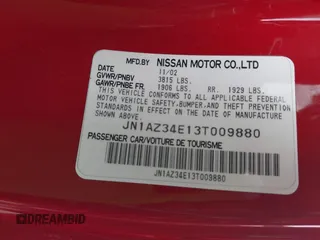 MFD.BY NISSAN MOTOR CO.,LTD
DATE 11/02
GVWR/PNBV 3815 LBS.
GAWR/PNBE FR. 1906 LBS. RR. 1929 LBS.
THIS VEHICLE CONFORMS TO ALL APPLICABLE FEDERAL
MOTOR VEHICLE SAFETY, BUMPER, AND THEFT PREVENTION
STANDARDS IN EFFECT ON THE DATE OF MANUFACTURE
SHOWN ABOVE.
JN1AZ34E13T009880
PASSENGER CAR/VOITURE DE TOURISME
JN1AZ34E13T009880
DREAMBID